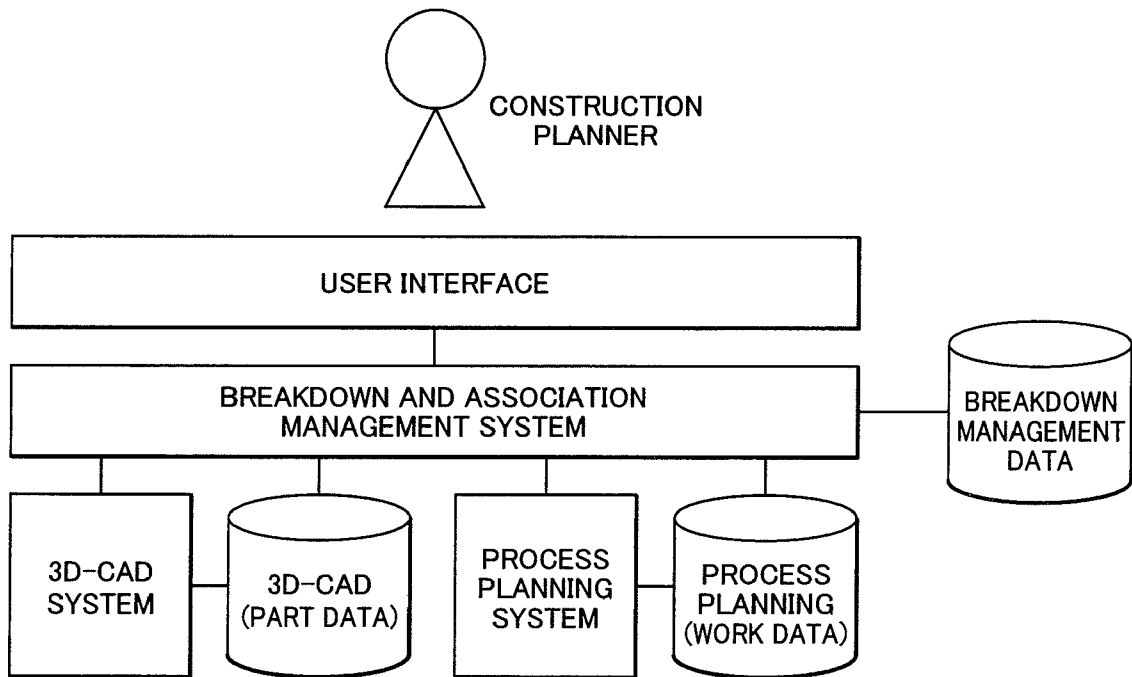 CONSTRUCTION
PLANNER
USER INTERFACE
BREAKDOWN AND ASSOCIATION
MANAGEMENT SYSTEM
BREAKDOWN
MANAGEMENT
DATA
3D-CAD
SYSTEM
3D-CAD
(PART DATA)
PROCESS
PLANNING
SYSTEM
PROCESS
PLANNING
(WORK DATA)